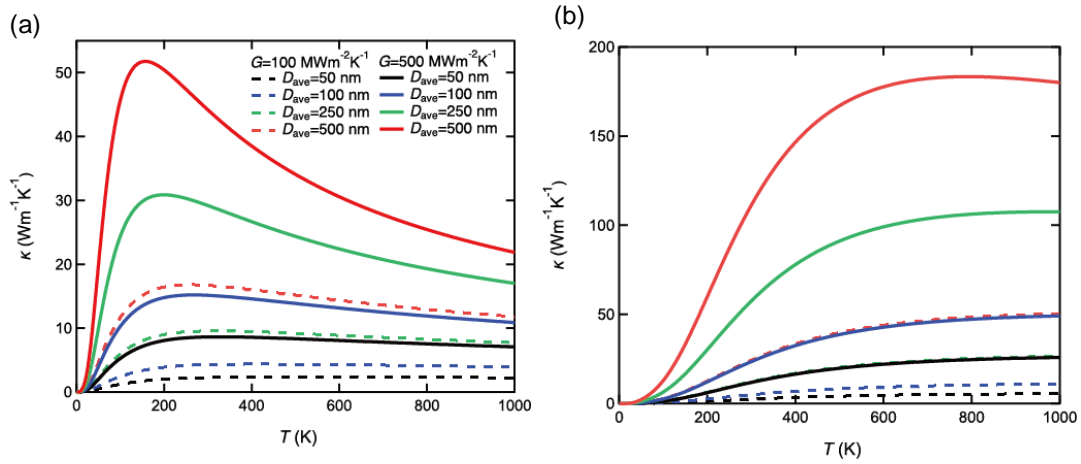 (a)
50
40
30
20
10
0
κ (Wm⁻¹K⁻¹)
0
200
400
600
800
1000
T (K)
G=100 MWm⁻²K⁻¹ G=500 MWm⁻²K⁻¹
Dave=50 nm Dave=50 nm
Dave=100 nm Dave=100 nm
Dave=250 nm Dave=250 nm
Dave=500 nm Dave=500 nm
(b)
200
150
100
50
0
κ (Wm⁻¹K⁻¹)
0
200
400
600
800
1000
T (K)